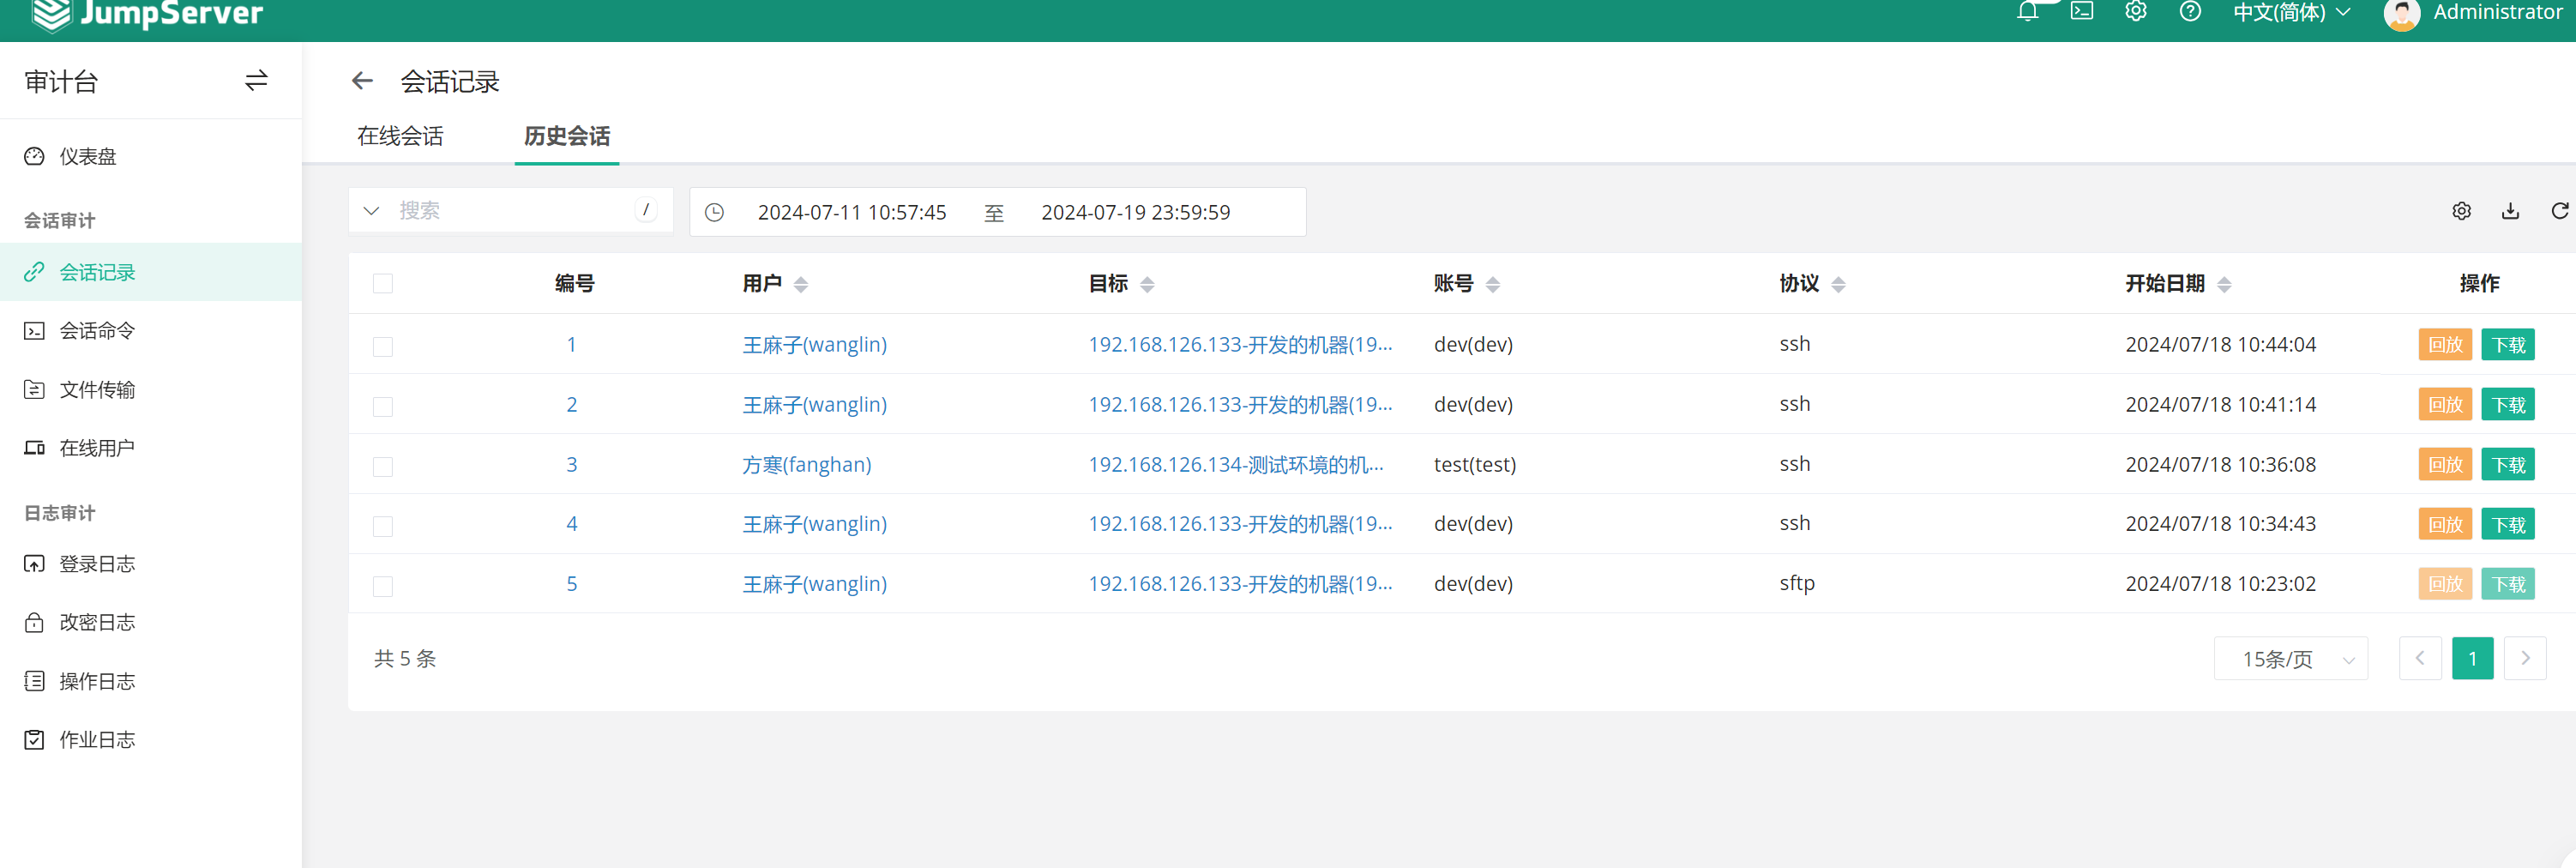 JumpServer
中文(简体)
Administrator
审计台
仪表盘
会话审计
会话记录
会话命令
文件传输
在线用户
日志审计
登录日志
改密日志
操作日志
作业日志
会话记录
在线会话 历史会话
搜索 / 2024-07-11 10:57:45 至 2024-07-19 23:59:59
编号 用户 目标 账号 协议 开始日期 操作
1 王麻子(wanglin) 192.168.126.133-开发的机器(19... dev(dev) ssh 2024/07/18 10:44:04 回放 下载
2 王麻子(wanglin) 192.168.126.133-开发的机器(19... dev(dev) ssh 2024/07/18 10:41:14 回放 下载
3 方寒(fanghan) 192.168.126.134-测试环境的机... test(test) ssh 2024/07/18 10:36:08 回放 下载
4 王麻子(wanglin) 192.168.126.133-开发的机器(19... dev(dev) ssh 2024/07/18 10:34:43 回放 下载
5 王麻子(wanglin) 192.168.126.133-开发的机器(19... dev(dev) sftp 2024/07/18 10:23:02 回放 下载
共 5 条 15条/页 1